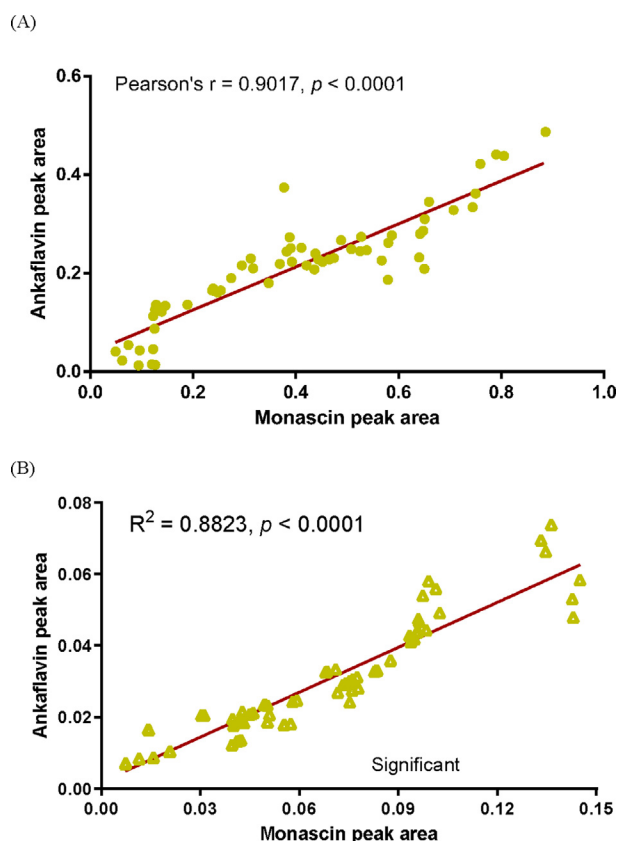 (A)
Pearson's r = 0.9017, p < 0.0001
Ankaflavin peak area
0.6
0.4
0.2
0.0
0.0 0.2 0.4 0.6 0.8 1.0
Monascin peak area
(B)
R² = 0.8823, p < 0.0001
Ankaflavin peak area
0.08
0.06
0.04
0.02
0.00
Significant
0.00 0.03 0.06 0.09 0.12 0.15
Monascin peak area